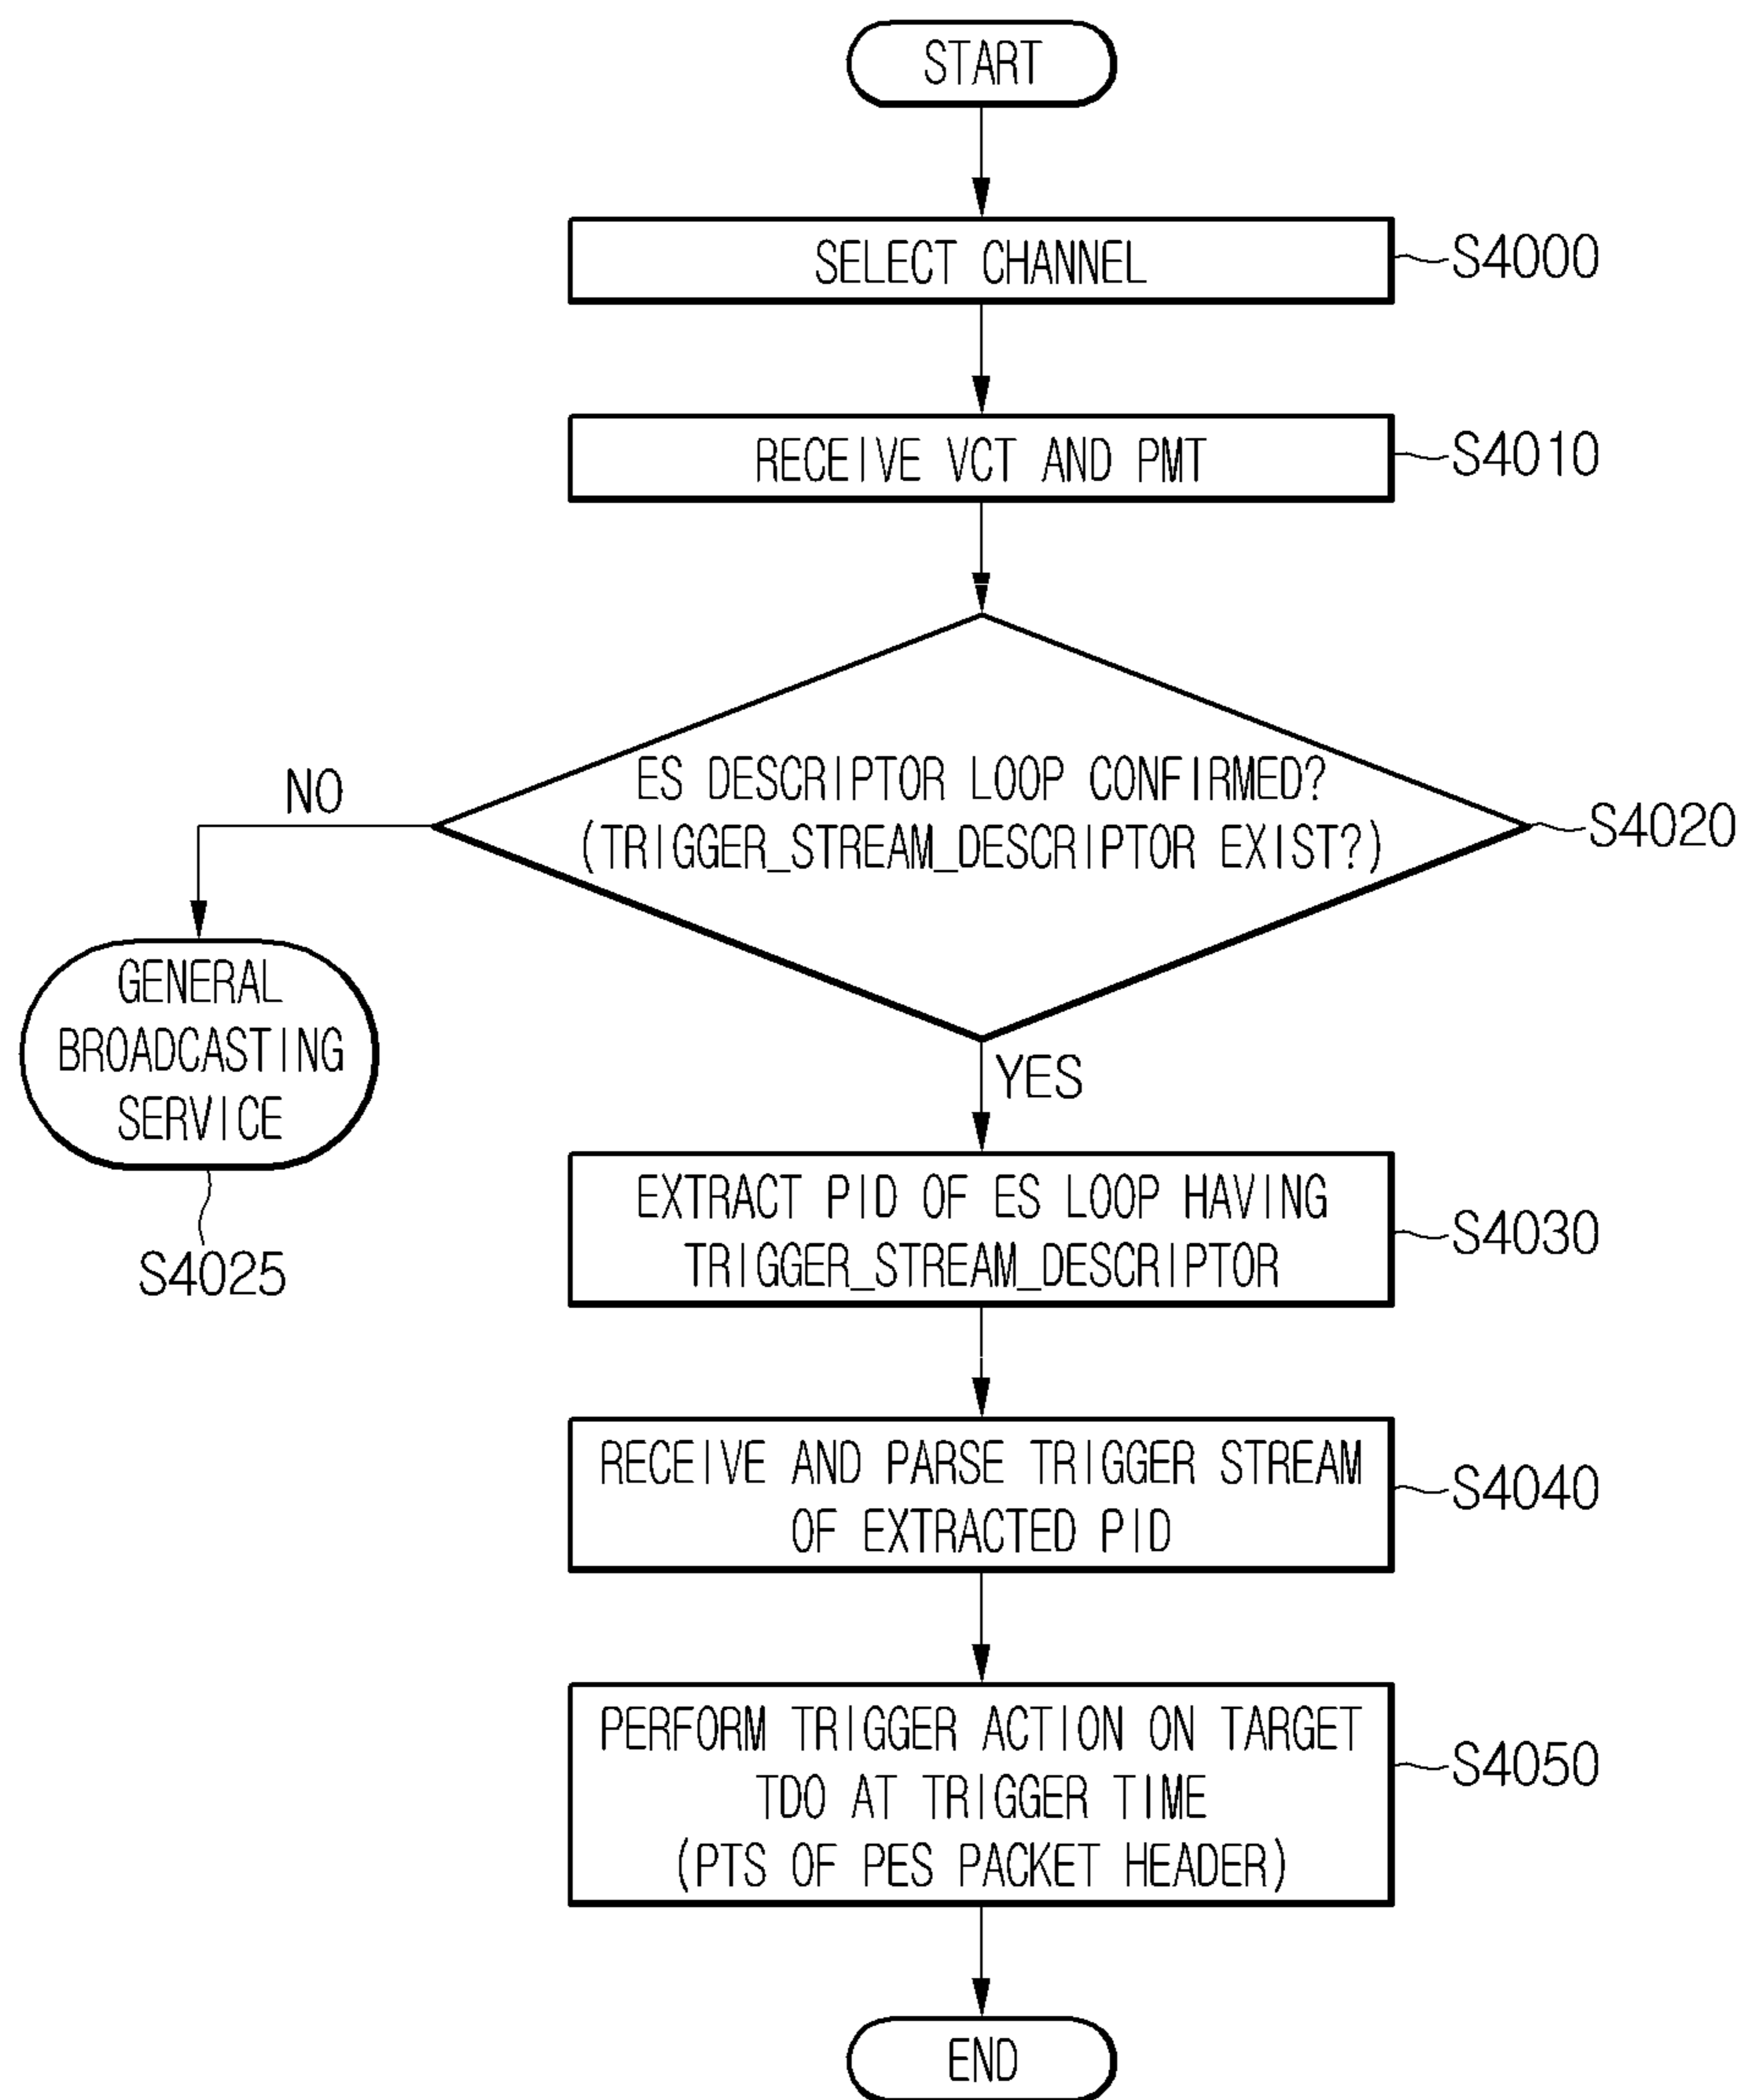 START
SELECT CHANNEL
S4000
RECEIVE VCT AND PMT
S4010
ES DESCRIPTOR LOOP CONFIRMED?
(TRIGGER_STREAM_DESCRIPTOR EXIST?)
S4020
NO
GENERAL
BROADCASTING
SERVICE
S4025
YES
EXTRACT PID OF ES LOOP HAVING
TRIGGER_STREAM_DESCRIPTOR
S4030
RECEIVE AND PARSE TRIGGER STREAM
OF EXTRACTED PID
S4040
PERFORM TRIGGER ACTION ON TARGET
TDO AT TRIGGER TIME
(PTS OF PES PACKET HEADER)
S4050
END